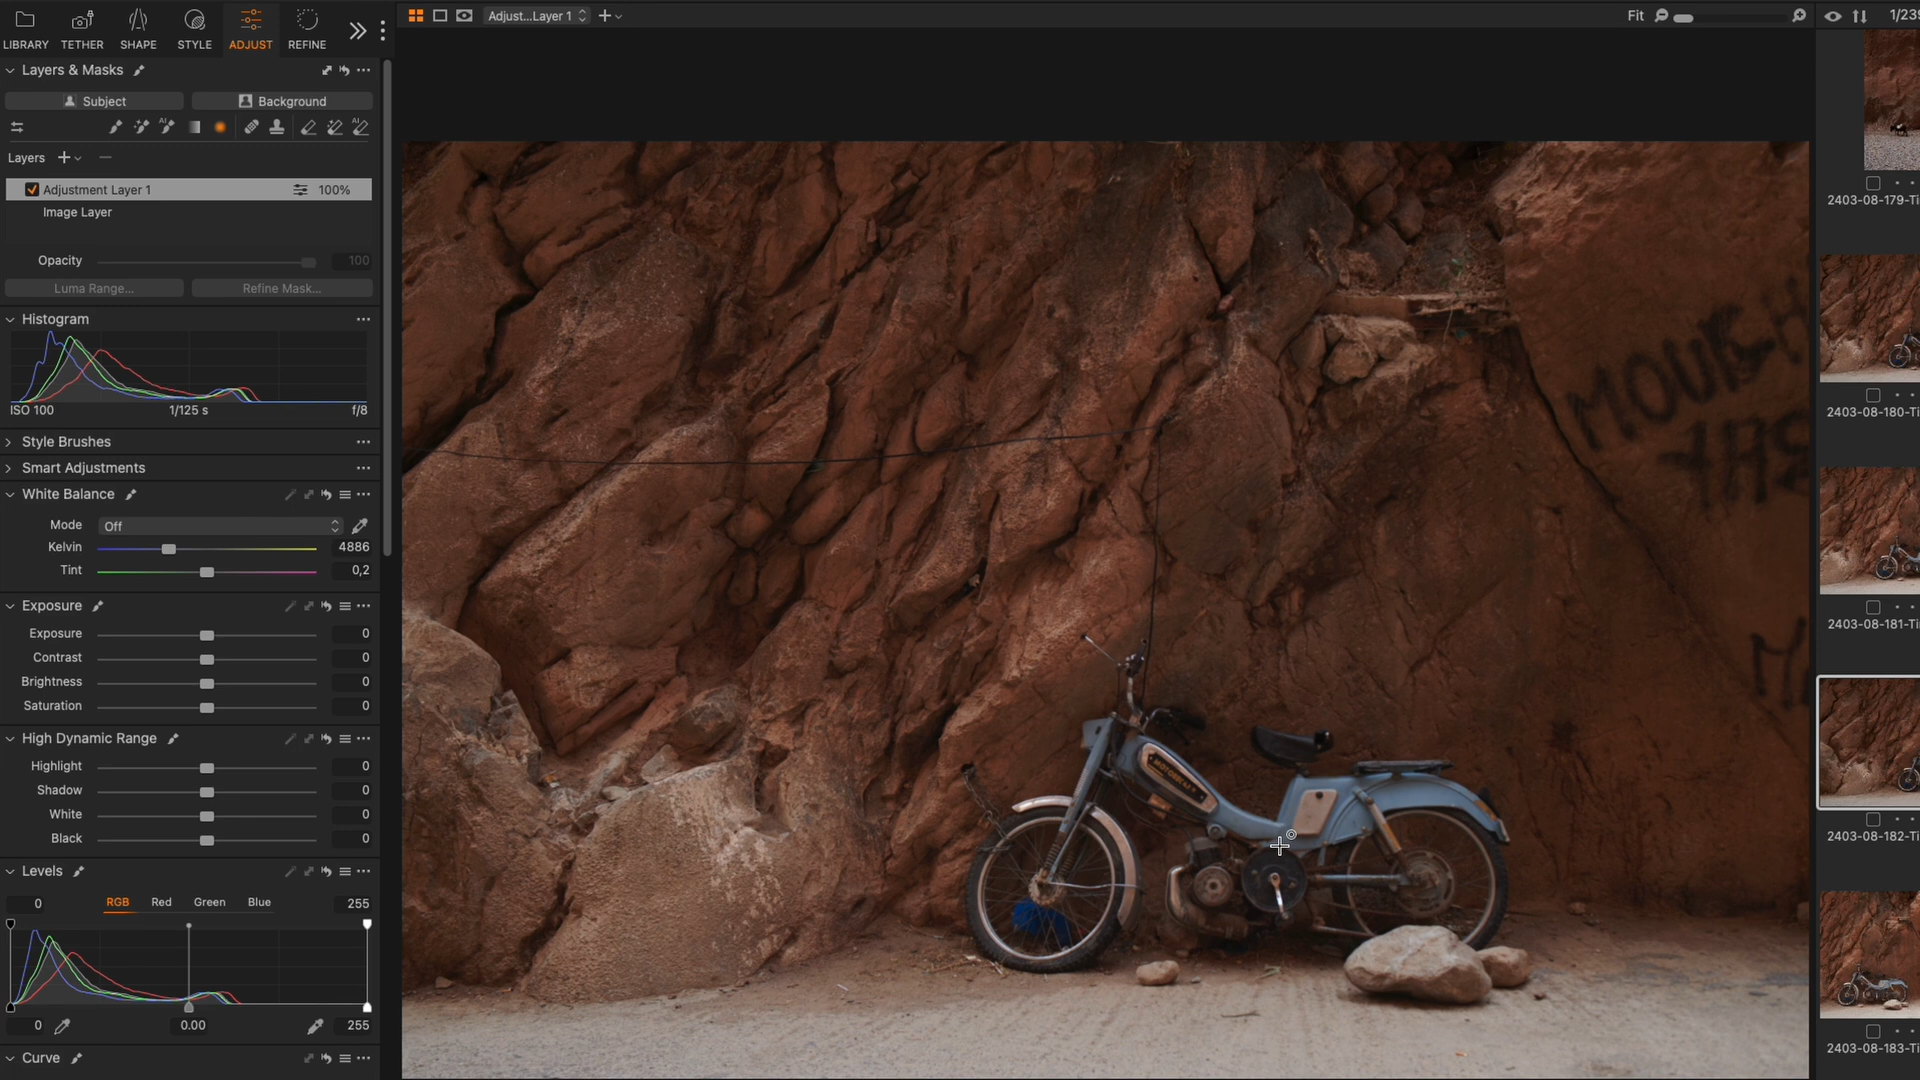 LIBRARY TETHER SHAPE STYLE ADJUST REFINE
Adjust...Layer 1
Fit
Layers & Masks
Subject Background
AI AI
Layers
Adjustment Layer 1 100%
Image Layer
Opacity 100
Luma Range... Refine Mask...
Histogram
ISO 100 1/125 s f/8
Style Brushes
Smart Adjustments
White Balance
Mode Off
Kelvin 4886
Tint 0,2
Exposure
Exposure 0
Contrast 0
Brightness 0
Saturation 0
High Dynamic Range
Highlight 0
Shadow 0
White 0
Black 0
Levels
0 RGB Red Green Blue 255
0 0.00 255
Curve
1/239
2403-08-179-Ti
2403-08-180-Ti
2403-08-181-Ti
2403-08-182-Ti
2403-08-183-Ti